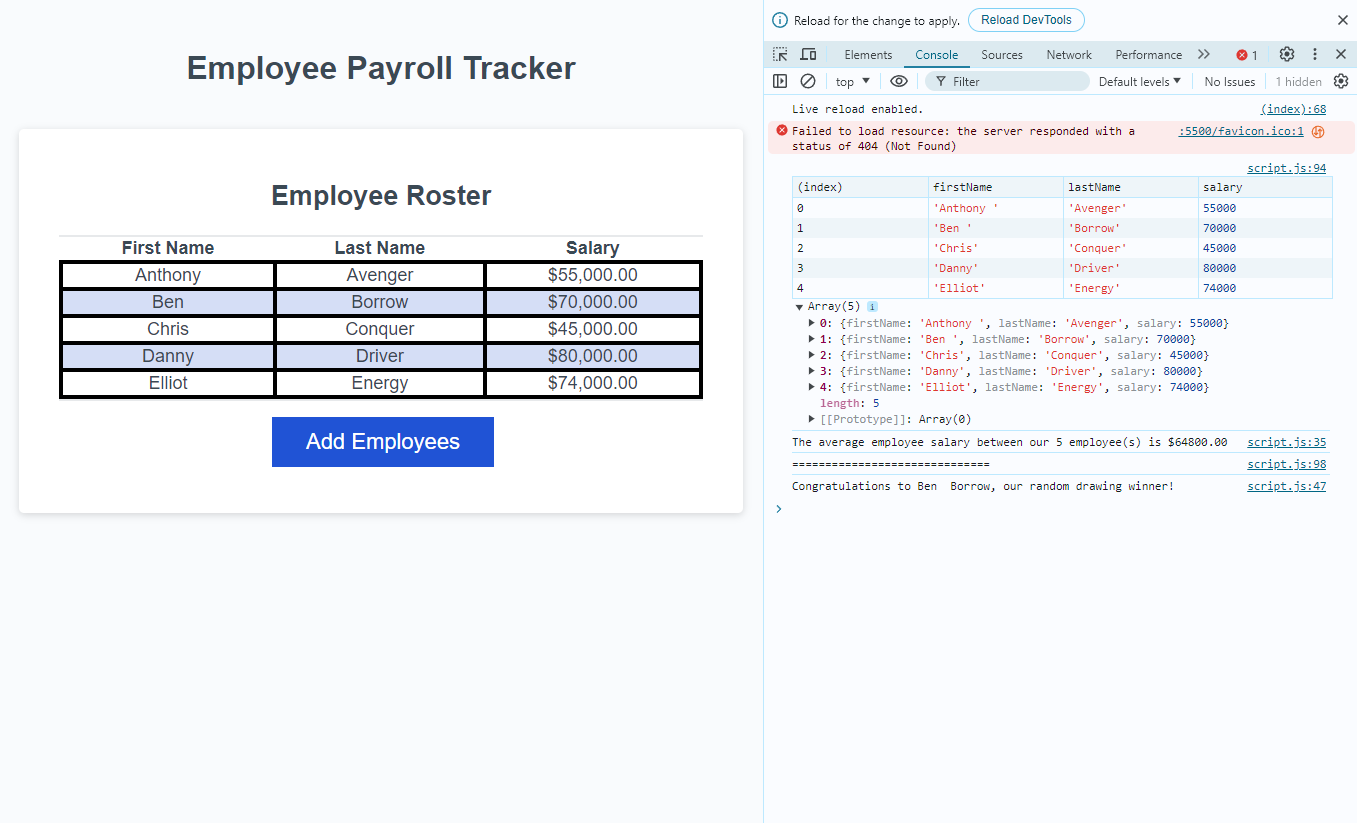 Employee Payroll Tracker
Employee Roster
First Name Last Name Salary
Anthony Avenger $55,000.00
Ben Borrow $70,000.00
Chris Conquer $45,000.00
Danny Driver $80,000.00
Elliot Energy $74,000.00
Add Employees
Reload for the change to apply. Reload DevTools
Elements Console Sources Network Performance 1
top Filter Default levels No Issues 1 hidden
Live reload enabled. (index):68
Failed to load resource: the server responded with a :5500/favicon.ico:1
status of 404 (Not Found)
script.js:94
(index) firstName lastName salary
0 'Anthony ' 'Avenger' 55000
1 'Ben ' 'Borrow' 70000
2 'Chris' 'Conquer' 45000
3 'Danny' 'Driver' 80000
4 'Elliot' 'Energy' 74000
Array(5) i
0: {firstName: 'Anthony ', lastName: 'Avenger', salary: 55000}
1: {firstName: 'Ben ', lastName: 'Borrow', salary: 70000}
2: {firstName: 'Chris', lastName: 'Conquer', salary: 45000}
3: {firstName: 'Danny', lastName: 'Driver', salary: 80000}
4: {firstName: 'Elliot', lastName: 'Energy', salary: 74000}
length: 5
[[Prototype]]: Array(0)
The average employee salary between our 5 employee(s) is $64800.00 script.js:35
============================== script.js:98
Congratulations to Ben  Borrow, our random drawing winner! script.js:47